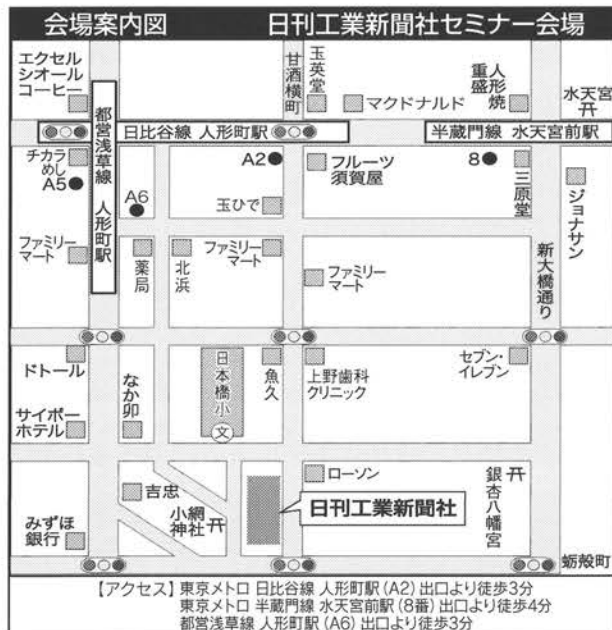 会場案内図 日刊工業新聞社セミナー会場
エクセル
シオール
コーヒー
都営浅草線 人形町駅
甘酒横町
玉英堂
マクドナルド
人形焼
重盛
水天宮
日比谷線 人形町駅
半蔵門線 水天宮前駅
チカラ
めし
A5
A6
A2
玉ひで
フルーツ
須賀屋
8
三原堂
ジョナサン
ファミリー
マート
薬局
北浜
ファミリー
マート
ファミリー
マート
新大橋通り
ドトール
なか卯
日本橋小
文
魚久
上野歯科
クリニック
セブン・
イレブン
サイボー
ホテル
吉忠
小網
神社
ローソン
日刊工業新聞社
銀杏八幡宮
みずほ
銀行
蛎殻町
【アクセス】東京メトロ 日比谷線 人形町駅(A2)出口より徒歩3分
東京メトロ 半蔵門線 水天宮前駅(8番)出口より徒歩4分
都営浅草線 人形町駅(A6)出口より徒歩3分